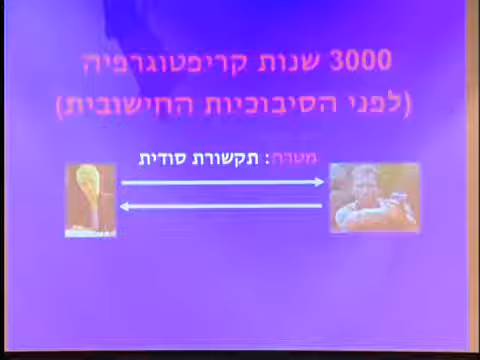 3000 שנות קריפטוגרפיה
(לפני הסיבוכיות החישובית)
מטרה: תקשורת סודית